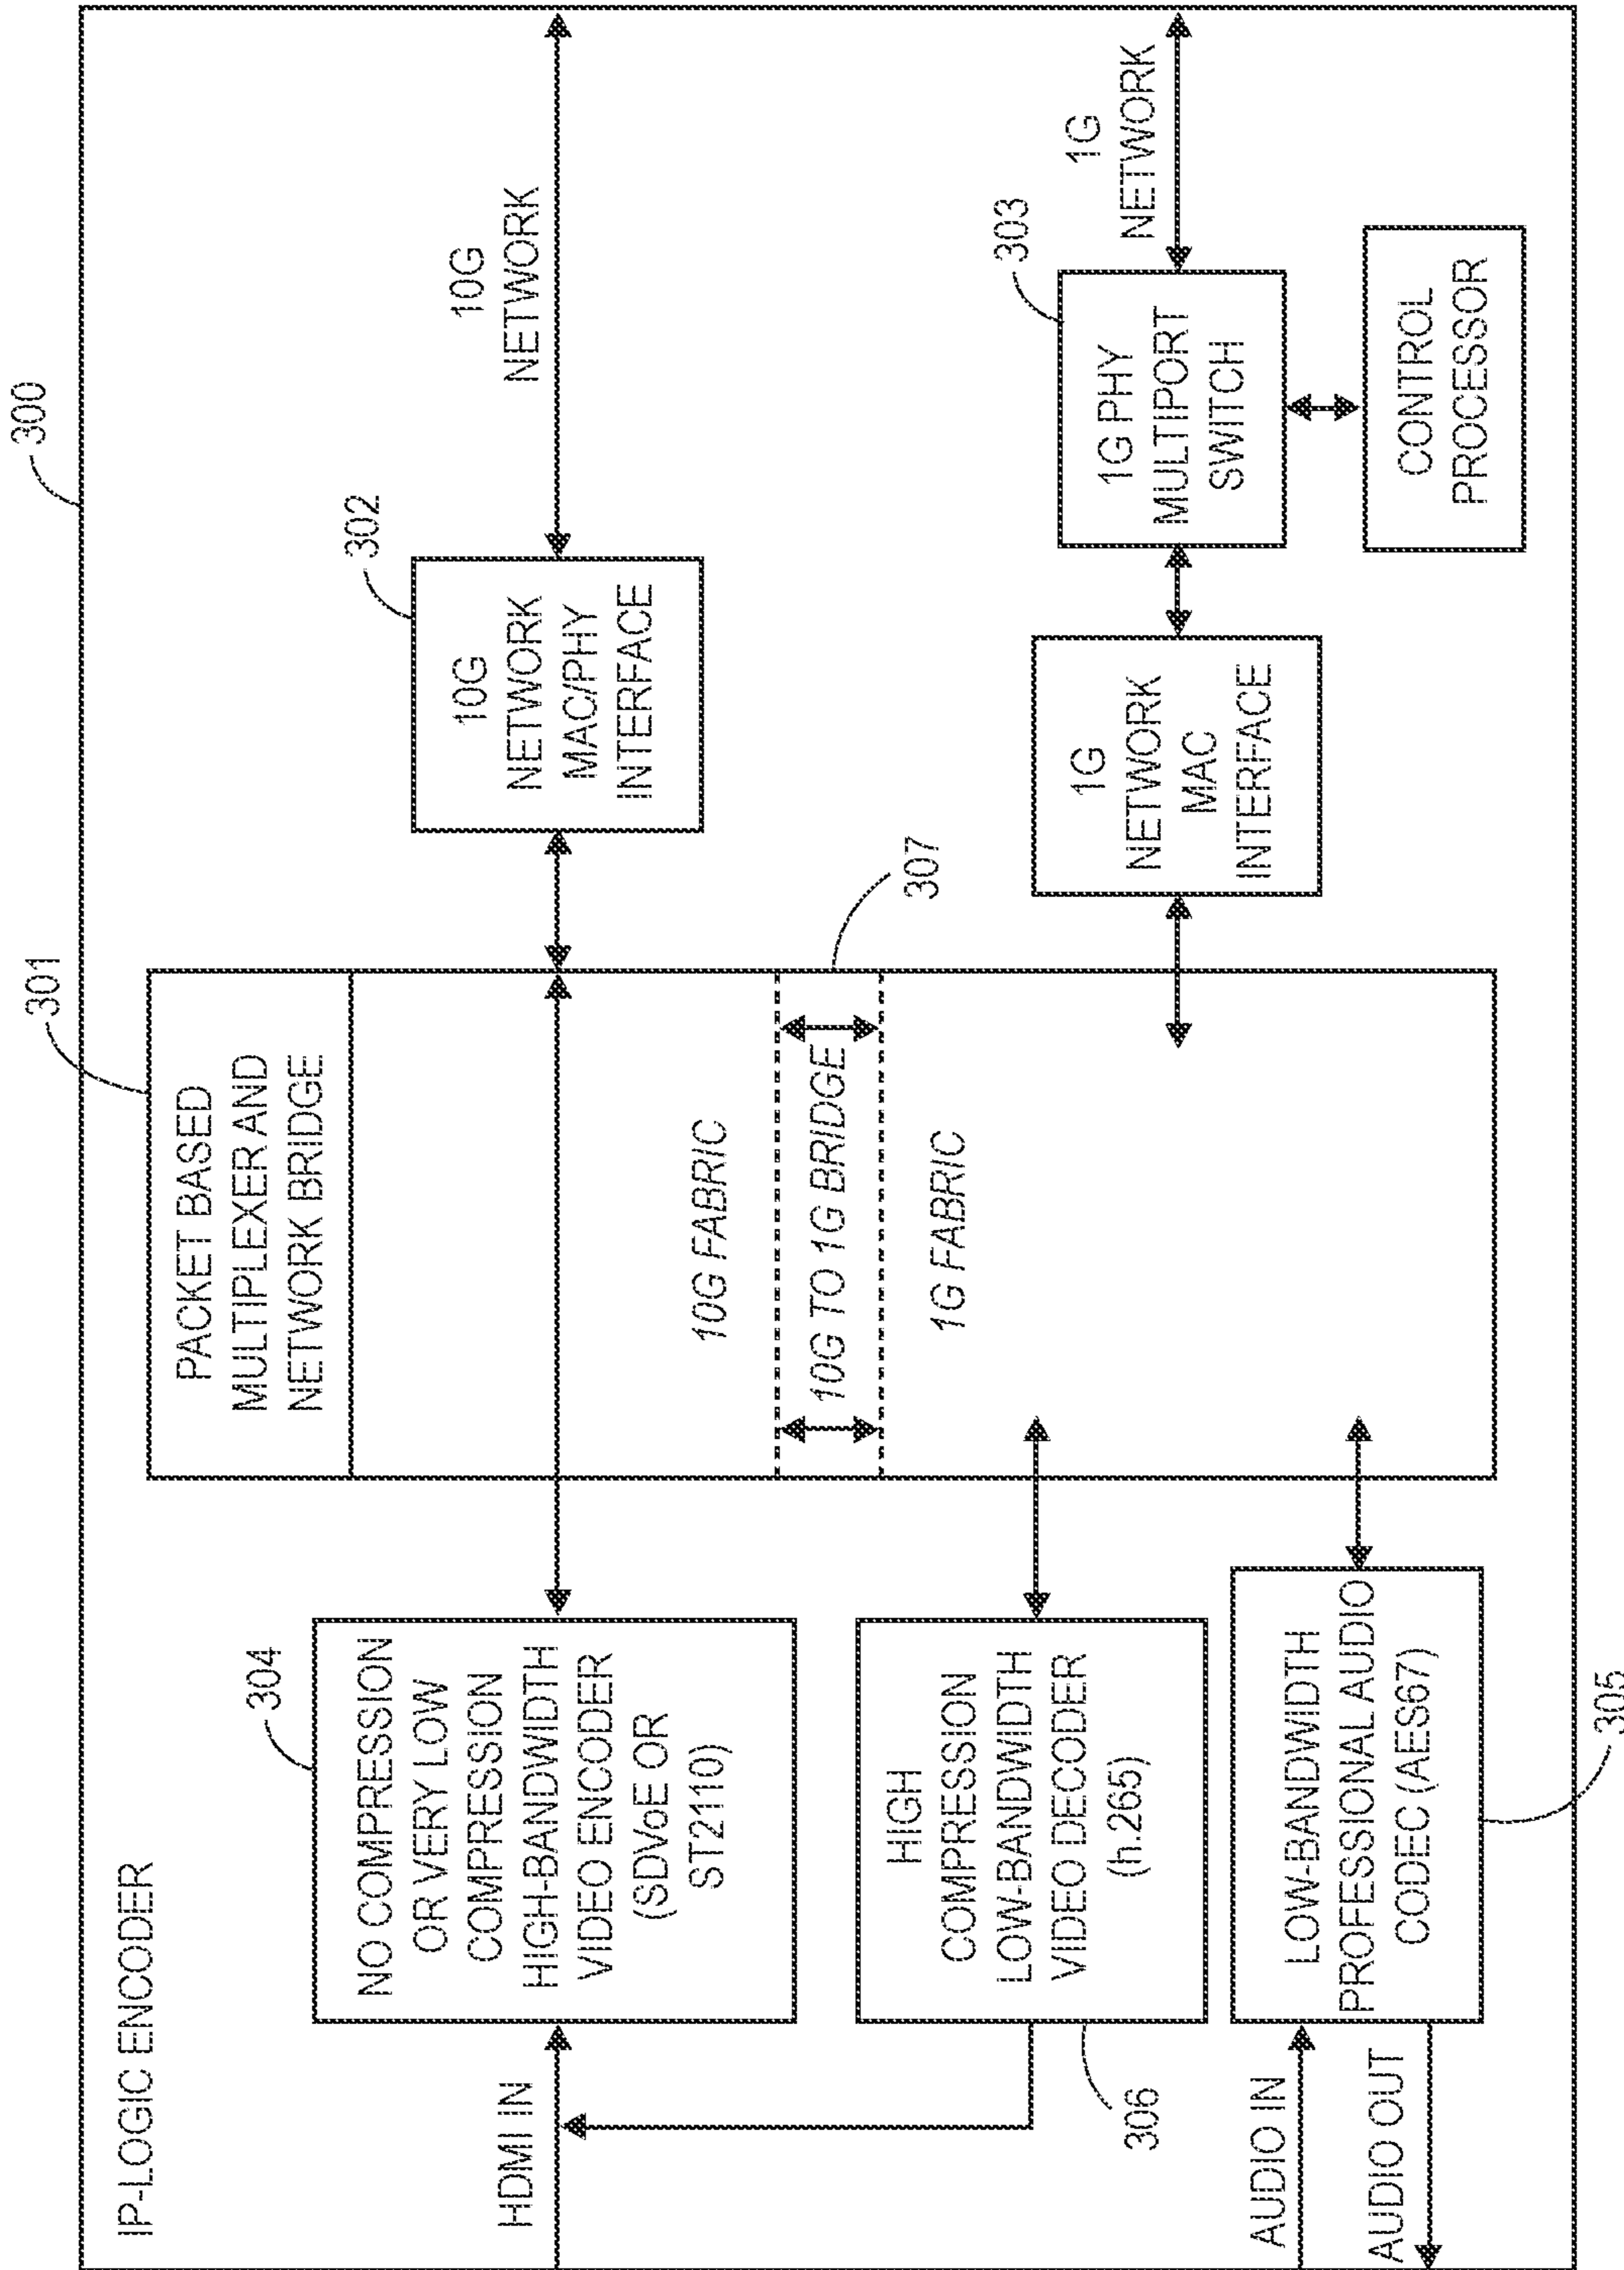 IP-LOGIC ENCODER
300
301
PACKET BASED
MULTIPLEXER AND
NETWORK BRIDGE
304
NO COMPRESSION
OR VERY LOW
COMPRESSION
HIGH-BANDWIDTH
VIDEO ENCODER
(SDVoE OR
ST2110)
HDMI IN
302
10G
NETWORK
MAC/PHY
INTERFACE
10G
NETWORK
10G FABRIC
10G TO 1G BRIDGE
307
1G FABRIC
HIGH
COMPRESSION
LOW-BANDWIDTH
VIDEO DECODER
(h.265)
306
1G
NETWORK
MAC
INTERFACE
303
1G PHY
MULTIPORT
SWITCH
1G
NETWORK
CONTROL
PROCESSOR
AUDIO IN
AUDIO OUT
LOW-BANDWIDTH
PROFESSIONAL AUDIO
CODEC (AES67)
305